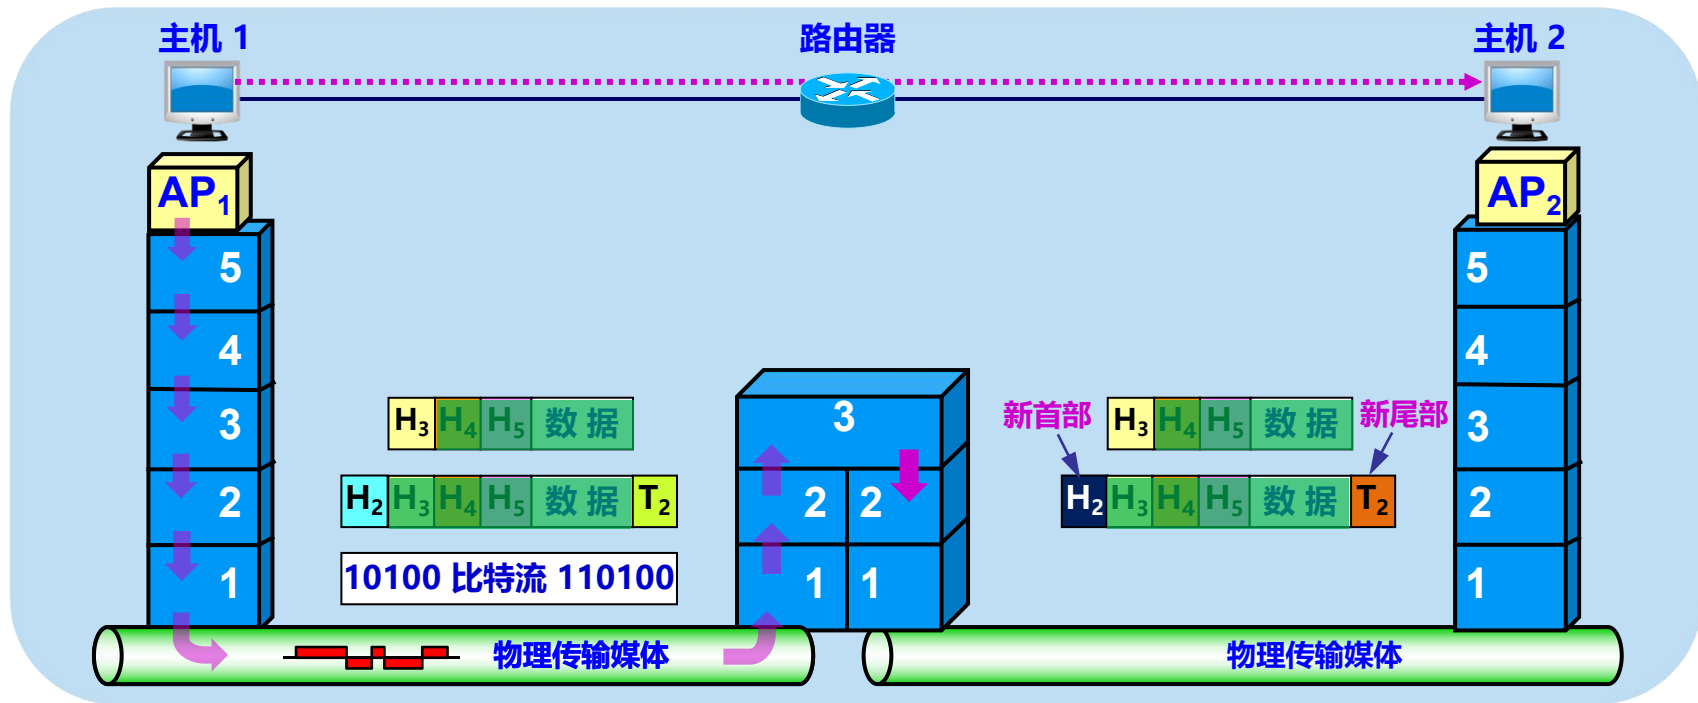 主机 1
路由器
主机 2
AP1
AP2
5
4
3
2
1
H3 H4 H5 数 据
H2 H3 H4 H5 数 据 T2
10100 比特流 110100
3
2 2
1 1
新首部
新尾部
H3 H4 H5 数 据
H2 H3 H4 H5 数 据 T2
5
4
3
2
1
物理传输媒体
物理传输媒体